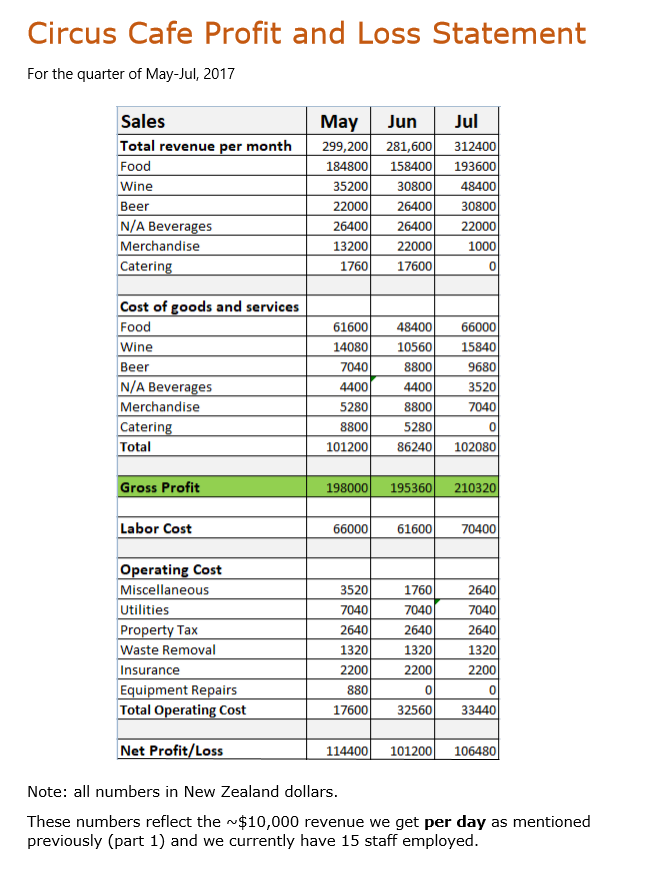 Circus Cafe Profit and Loss Statement
For the quarter of May-Jul, 2017
Sales May Jun Jul
Total revenue per month 299,200 281,600 312400
Food 184800 158400 193600
Wine 35200 30800 48400
Beer 22000 26400 30800
N/A Beverages 26400 26400 22000
Merchandise 13200 22000 1000
Catering 1760 17600 0
Cost of goods and services
Food 61600 48400 66000
Wine 14080 10560 15840
Beer 7040 8800 9680
N/A Beverages 4400 4400 3520
Merchandise 5280 8800 7040
Catering 8800 5280 0
Total 101200 86240 102080
Gross Profit 198000 195360 210320
Labor Cost 66000 61600 70400
Operating Cost
Miscellaneous 3520 1760 2640
Utilities 7040 7040 7040
Property Tax 2640 2640 2640
Waste Removal 1320 1320 1320
Insurance 2200 2200 2200
Equipment Repairs 880 0 0
Total Operating Cost 17600 32560 33440
Net Profit/Loss 114400 101200 106480
Note: all numbers in New Zealand dollars.
These numbers reflect the ~$10,000 revenue we get per day as mentioned
previously (part 1) and we currently have 15 staff employed.